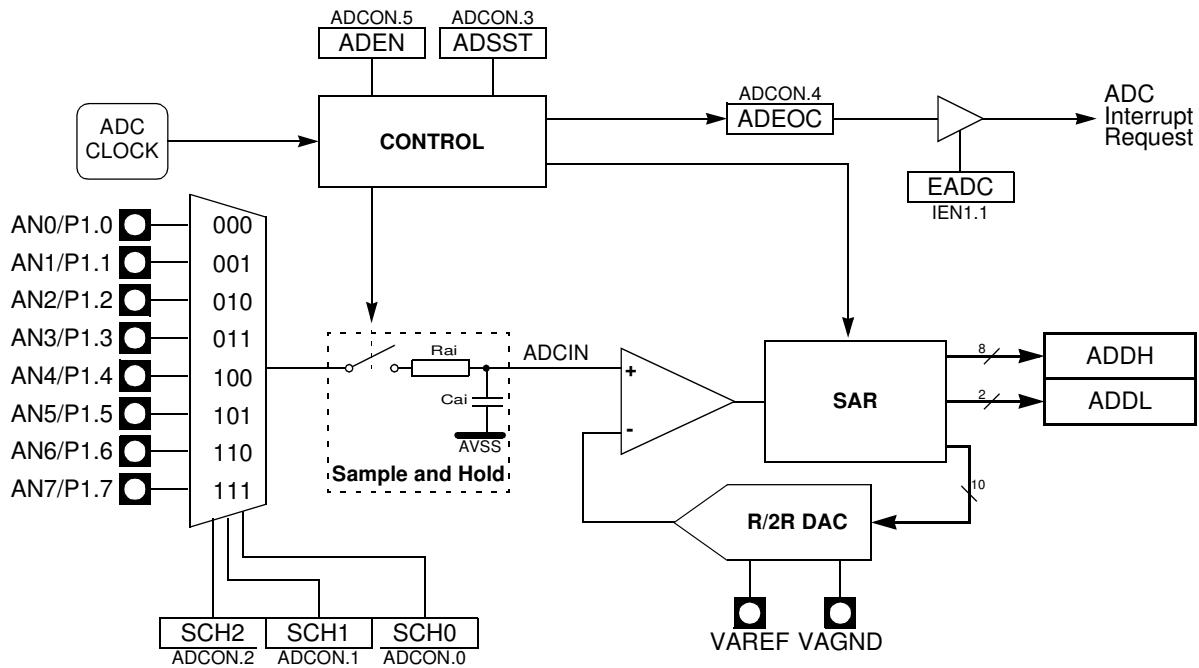 ADCON.5
ADEN
ADCON.3
ADSST
ADC
CLOCK
CONTROL
ADCON.4
ADEOC
ADC
Interrupt
Request
EADC
IEN1.1
AN0/P1.0
AN1/P1.1
AN2/P1.2
AN3/P1.3
AN4/P1.4
AN5/P1.5
AN6/P1.6
AN7/P1.7
000
001
010
011
100
101
110
111
Rai
Cai
AVSS
Sample and Hold
ADCIN
+
-
SAR
8
ADDH
2
ADDL
10
R/2R DAC
VAREF
VAGND
SCH2
SCH1
SCH0
ADCON.2
ADCON.1
ADCON.0